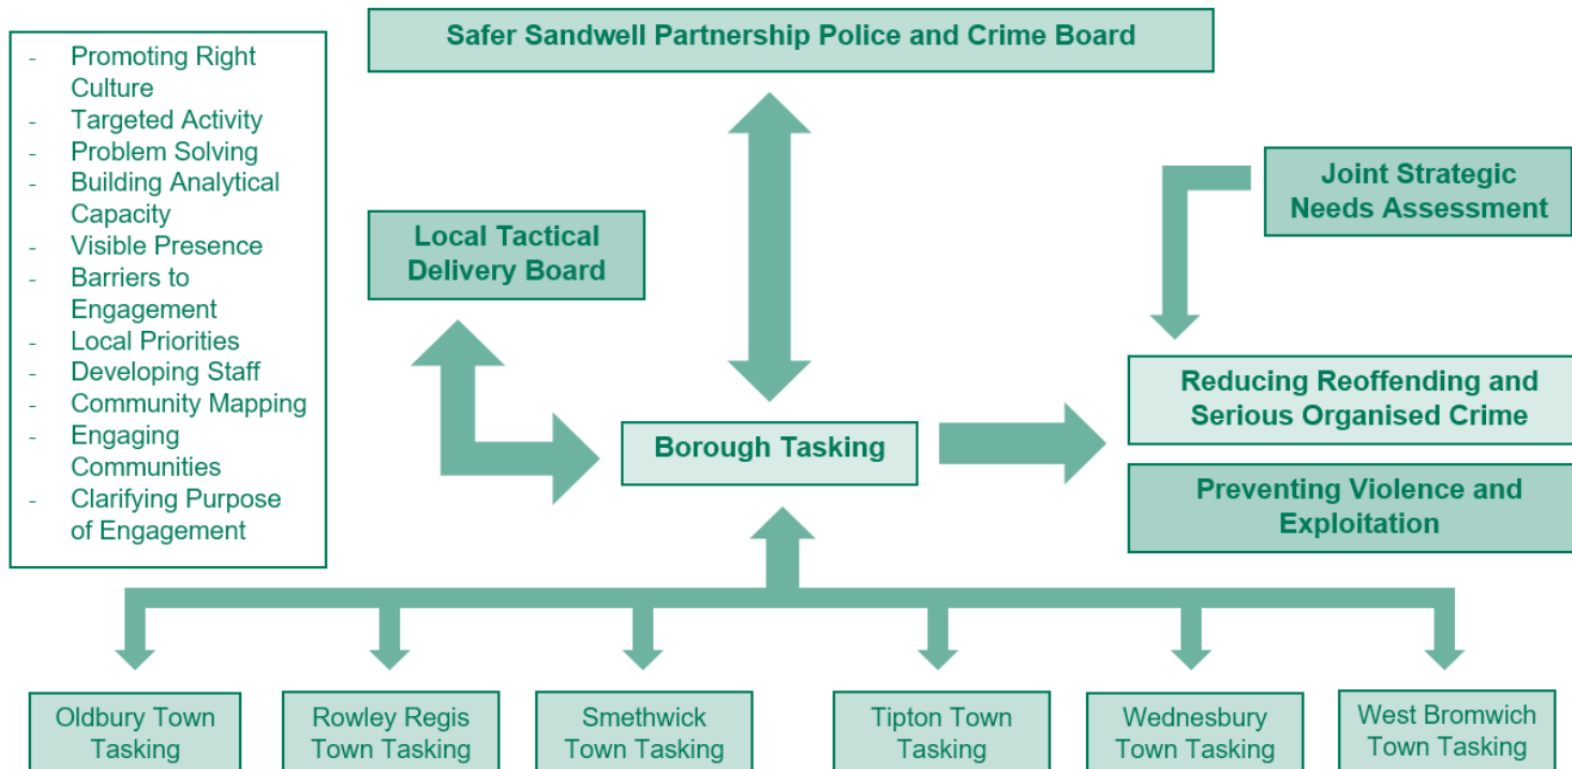 Safer Sandwell Partnership Police and Crime Board
- Promoting Right
Culture
- Targeted Activity
- Problem Solving
- Building Analytical
Capacity
- Visible Presence
- Barriers to
Engagement
- Local Priorities
- Developing Staff
- Community Mapping
- Engaging
Communities
- Clarifying Purpose
of Engagement
Local Tactical
Delivery Board
Joint Strategic
Needs Assessment
Borough Tasking
Reducing Reoffending and
Serious Organised Crime
Preventing Violence and
Exploitation
Oldbury Town
Tasking
Rowley Regis
Town Tasking
Smethwick
Town Tasking
Tipton Town
Tasking
Wednesbury
Town Tasking
West Bromwich
Town Tasking